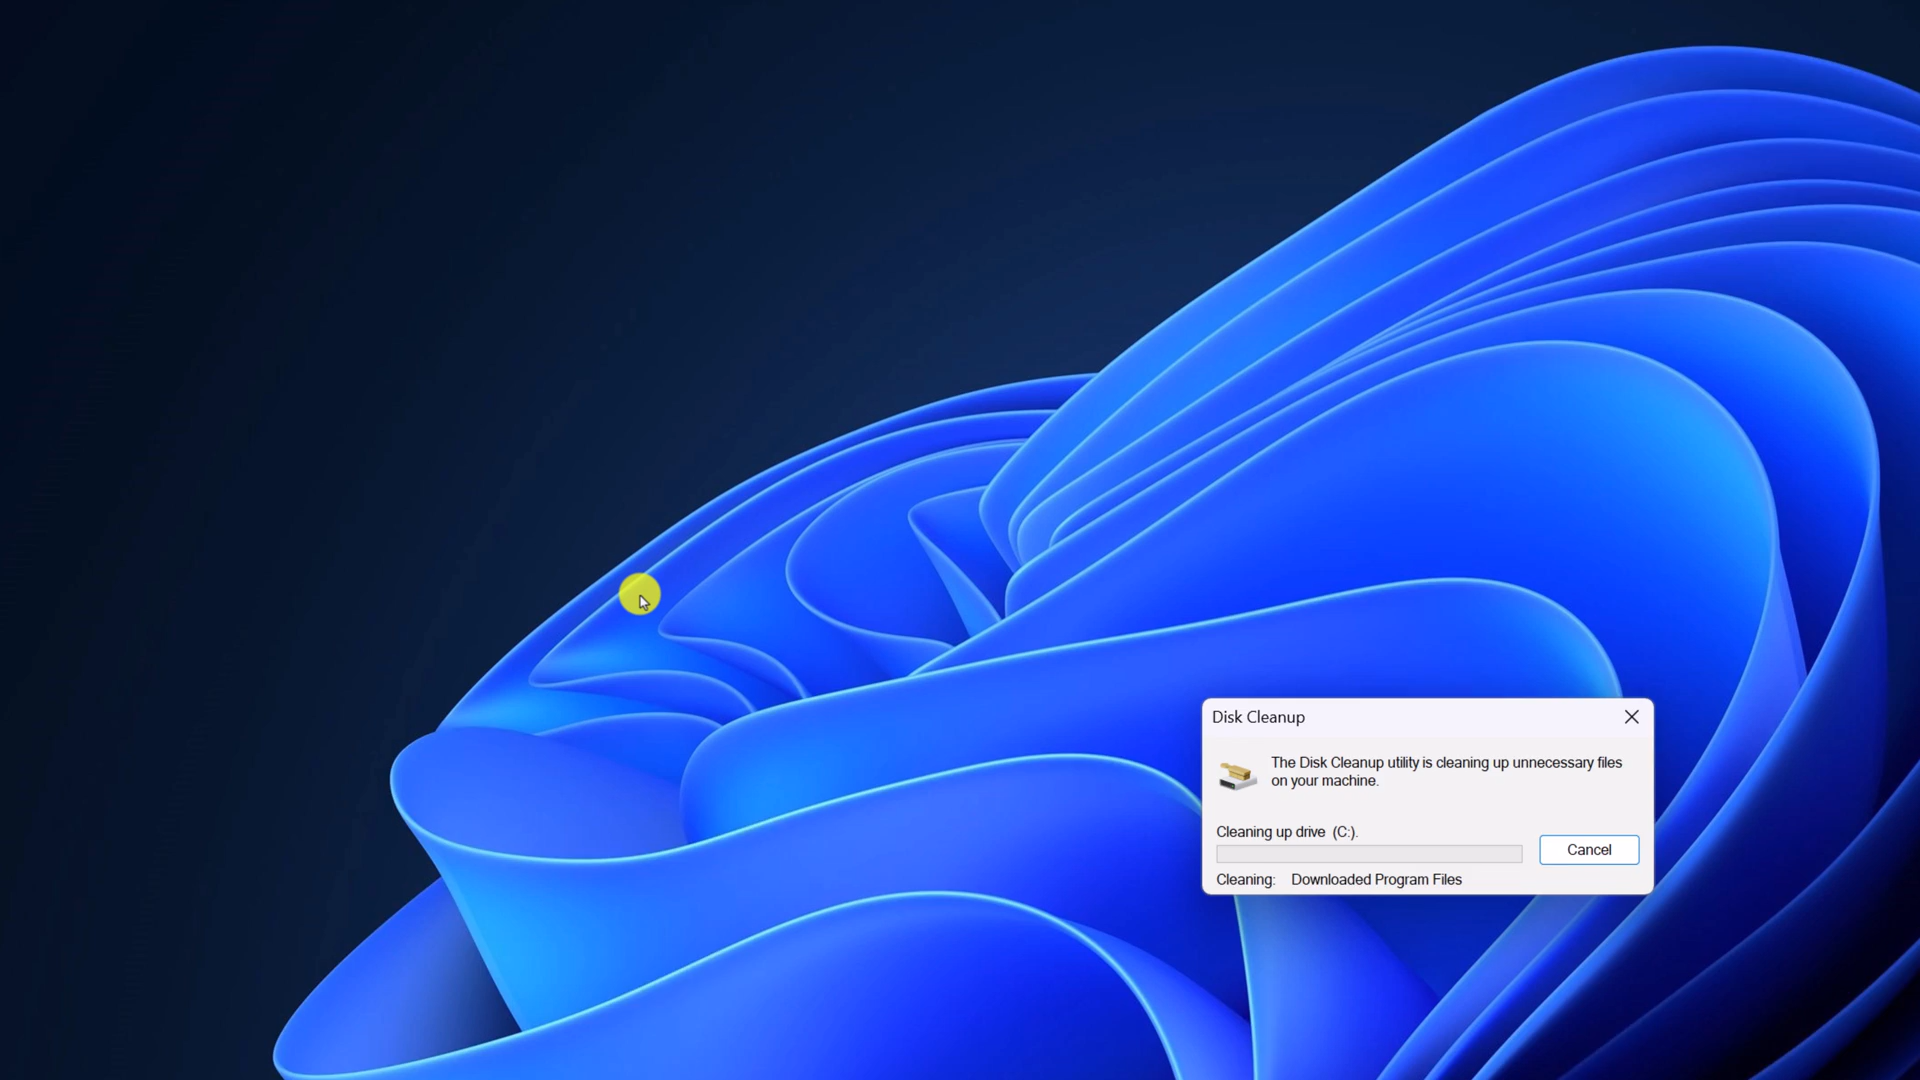 Disk Cleanup
The Disk Cleanup utility is cleaning up unnecessary files
on your machine.
Cleaning up drive  (C:).
Cancel
Cleaning:    Downloaded Program Files